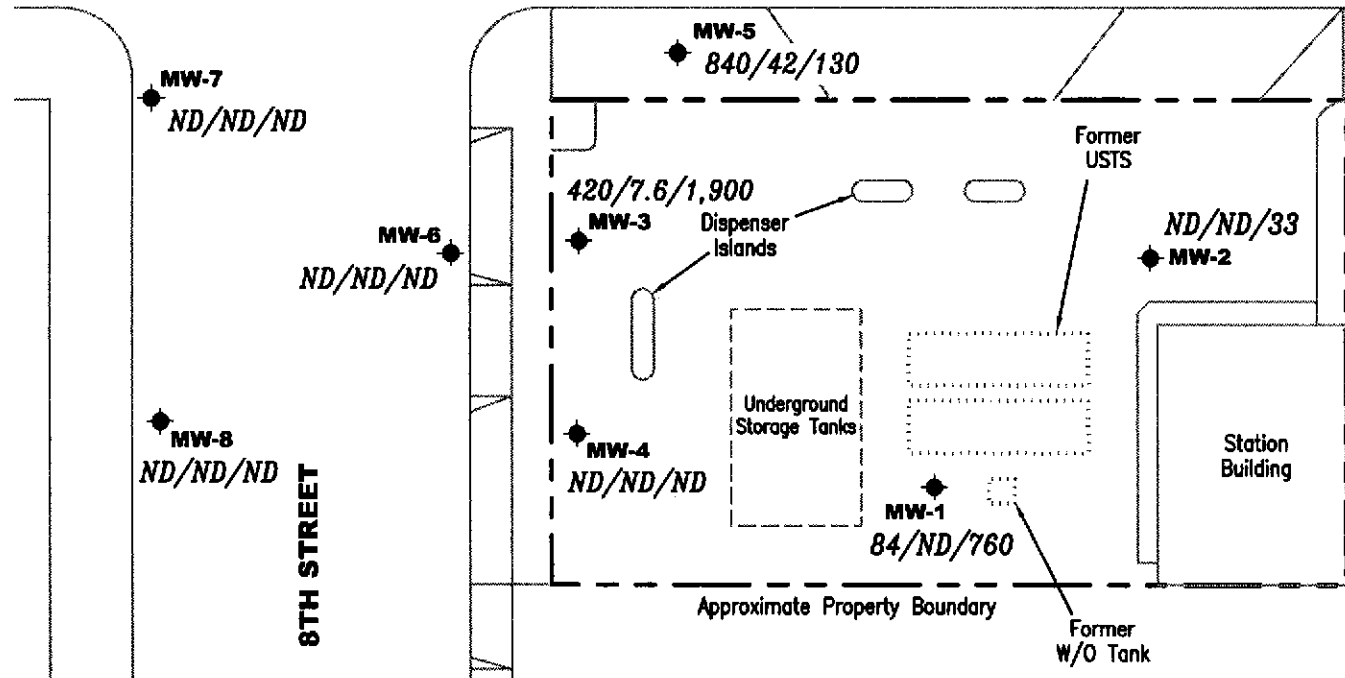 MW-5
840/42/130
MW-7
ND/ND/ND
Former
USTS
420/7.6/1,900
MW-3
Dispenser
Islands
ND/ND/33
MW-2
MW-6
ND/ND/ND
Underground
Storage Tanks
MW-8
ND/ND/ND
MW-4
ND/ND/ND
Station
Building
8TH STREET
MW-1
84/ND/760
Approximate Property Boundary
Former
W/O Tank